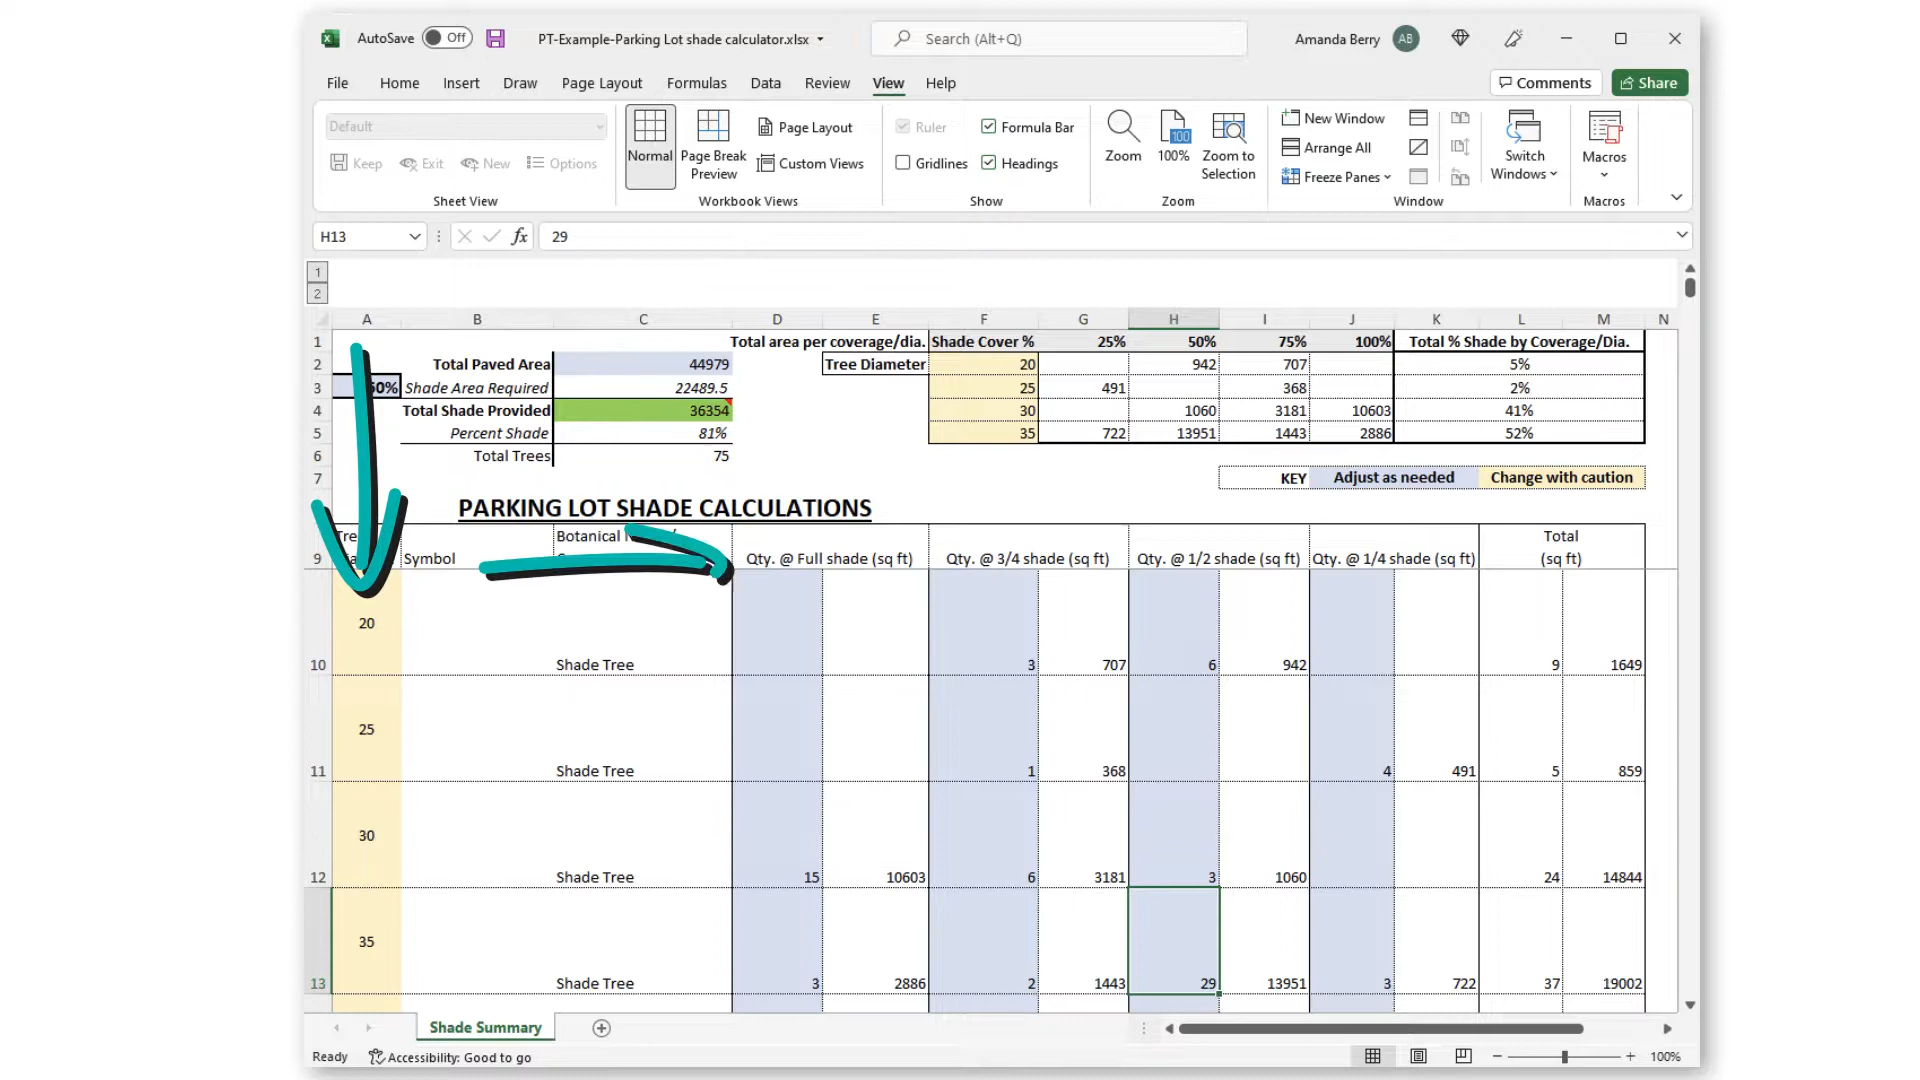 AutoSave Off PT-Example-Parking Lot shade calculator.xlsx Search (Alt+Q) Amanda Berry AB
File Home Insert Draw Page Layout Formulas Data Review View Help Comments Share
Default
Keep Exit New Options
Sheet View
Normal
Page Break Preview
Page Layout
Custom Views
Workbook Views
Ruler Formula Bar
Gridlines Headings
Show
Zoom
100
100%
Zoom to Selection
Zoom
New Window
Arrange All
Freeze Panes
Switch Windows
Window
Macros
Macros
H13 fx 29
1
2
A B C D E F G H I J K L M N
1 Total area per coverage/dia. Shade Cover % 25% 50% 75% 100% Total % Shade by Coverage/Dia.
2 Total Paved Area 44979 Tree Diameter 20 942 707 5%
3 50% Shade Area Required 22489.5 25 491 368 2%
4 Total Shade Provided 36354 30 1060 3181 10603 41%
5 Percent Shade 81% 35 722 13951 1443 2886 52%
6 Total Trees 75
7 KEY Adjust as needed Change with caution
PARKING LOT SHADE CALCULATIONS
Botanical Total
9 Symbol Qty. @ Full shade (sq ft) Qty. @ 3/4 shade (sq ft) Qty. @ 1/2 shade (sq ft) Qty. @ 1/4 shade (sq ft) (sq ft)
20
10 Shade Tree 3 707 6 942 9 1649
25
11 Shade Tree 1 368 4 491 5 859
30
12 Shade Tree 15 10603 6 3181 3 1060 24 14844
35
13 Shade Tree 3 2886 2 1443 29 13951 3 722 37 19002
Shade Summary
Ready Accessibility: Good to go 100%